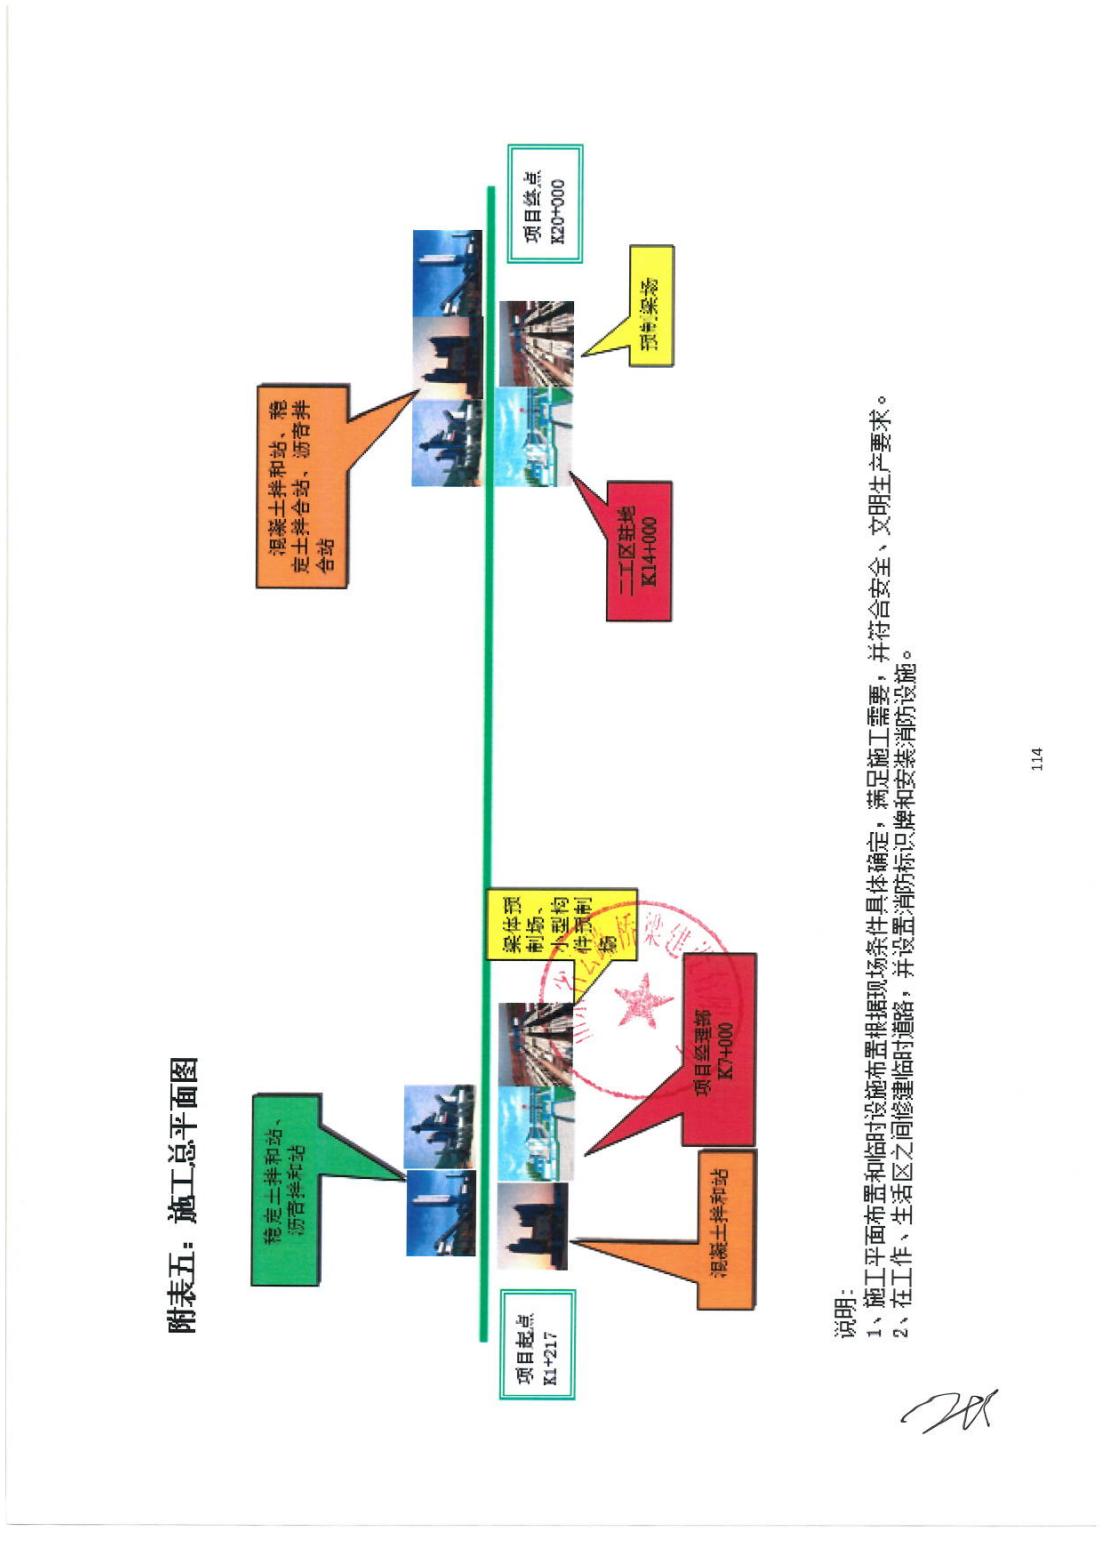 附表五：施工总平面图
稳定土拌和站、
沥青拌和站
混凝土拌和站、稳
定土拌合站、沥青拌
合站
项目起点
K1+217
混凝土拌和站
项目经理部
K7+000
梁体预
制场、
小型构
件预制
场
二工区驻地
K14+000
预制梁场
项目终点
K20+000
桥梁建
说明：
1、施工平面布置和临时设施布置根据现场条件具体确定，满足施工需要，并符合安全、文明生产要求。
2、在工作、生活区之间修建临时道路，并设置消防标识牌和安装消防设施。
114